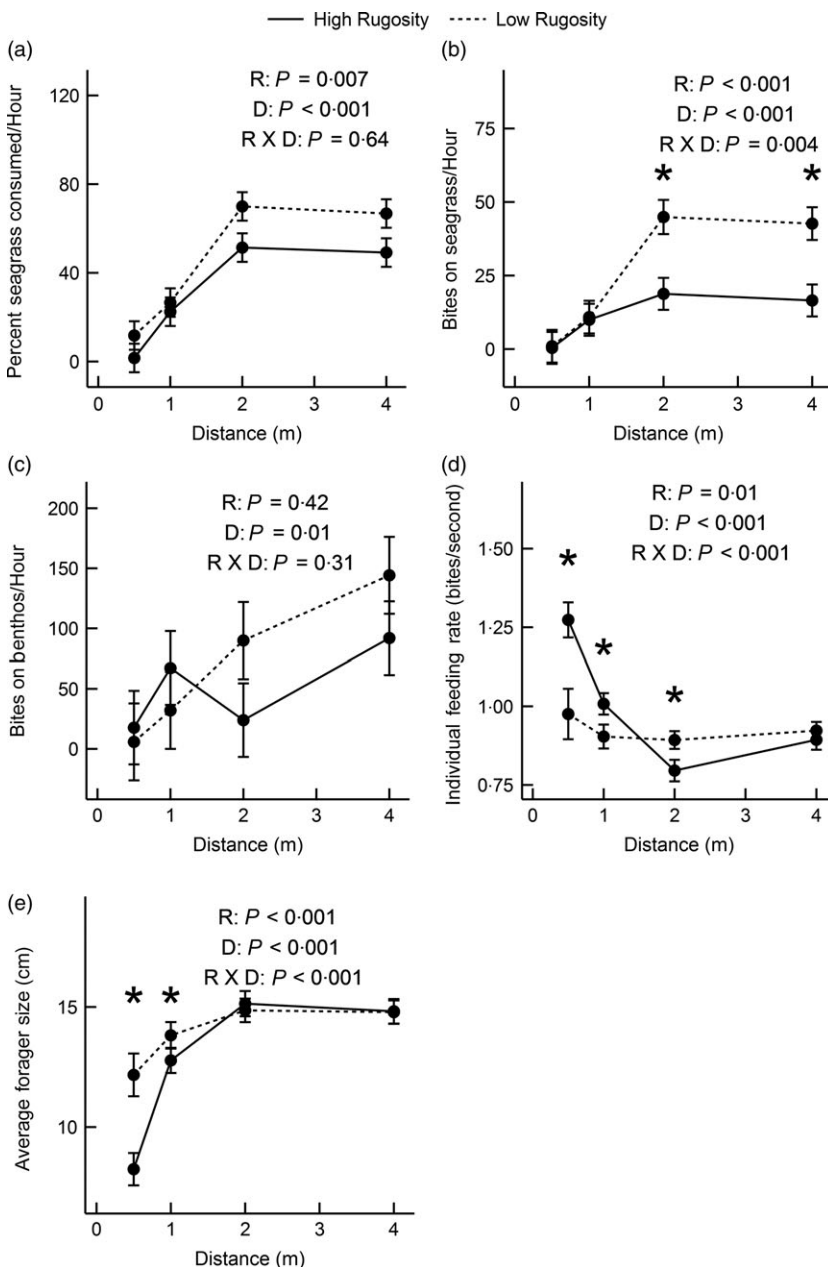 High Rugosity Low Rugosity
(a)
R: P = 0·007
D: P < 0·001
R X D: P = 0·64
120
80
40
0
Percent seagrass consumed/Hour
0 1 2 3 4
Distance (m)
(b)
R: P < 0·001
D: P < 0·001
R X D: P = 0·004
* *
75
50
25
0
Bites on seagrass/Hour
0 1 2 3 4
Distance (m)
(c)
R: P = 0·42
D: P = 0·01
R X D: P = 0·31
200
150
100
50
0
Bites on benthos/Hour
0 1 2 3 4
Distance (m)
(d)
R: P = 0·01
D: P < 0·001
R X D: P < 0·001
* * *
1·50
1·25
1·00
0·75
Individual feeding rate (bites/second)
0 1 2 3 4
Distance (m)
(e)
R: P < 0·001
D: P < 0·001
R X D: P < 0·001
* *
15
10
Average forager size (cm)
0 1 2 3 4
Distance (m)